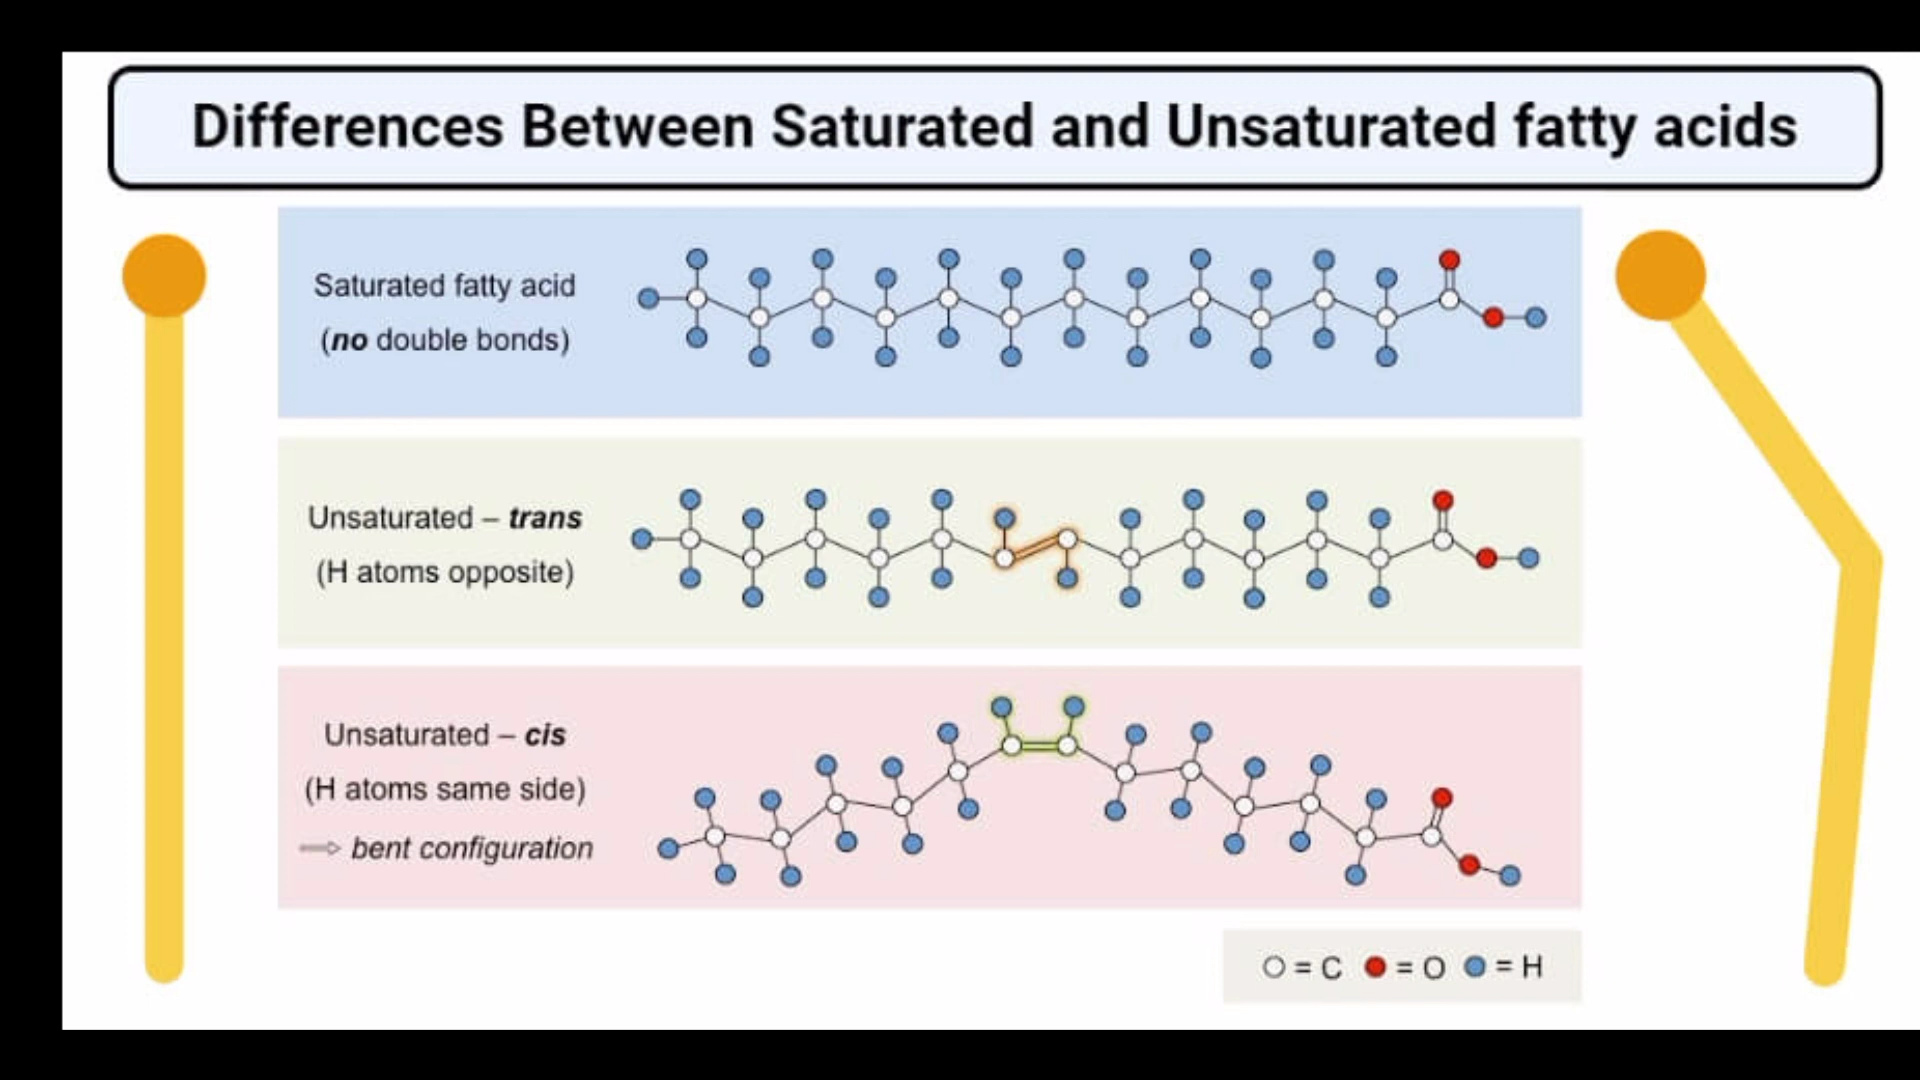 Differences Between Saturated and Unsaturated fatty acids
Saturated fatty acid
(no double bonds)
Unsaturated – trans
(H atoms opposite)
Unsaturated – cis
(H atoms same side)
⇒ bent configuration
= C = O = H